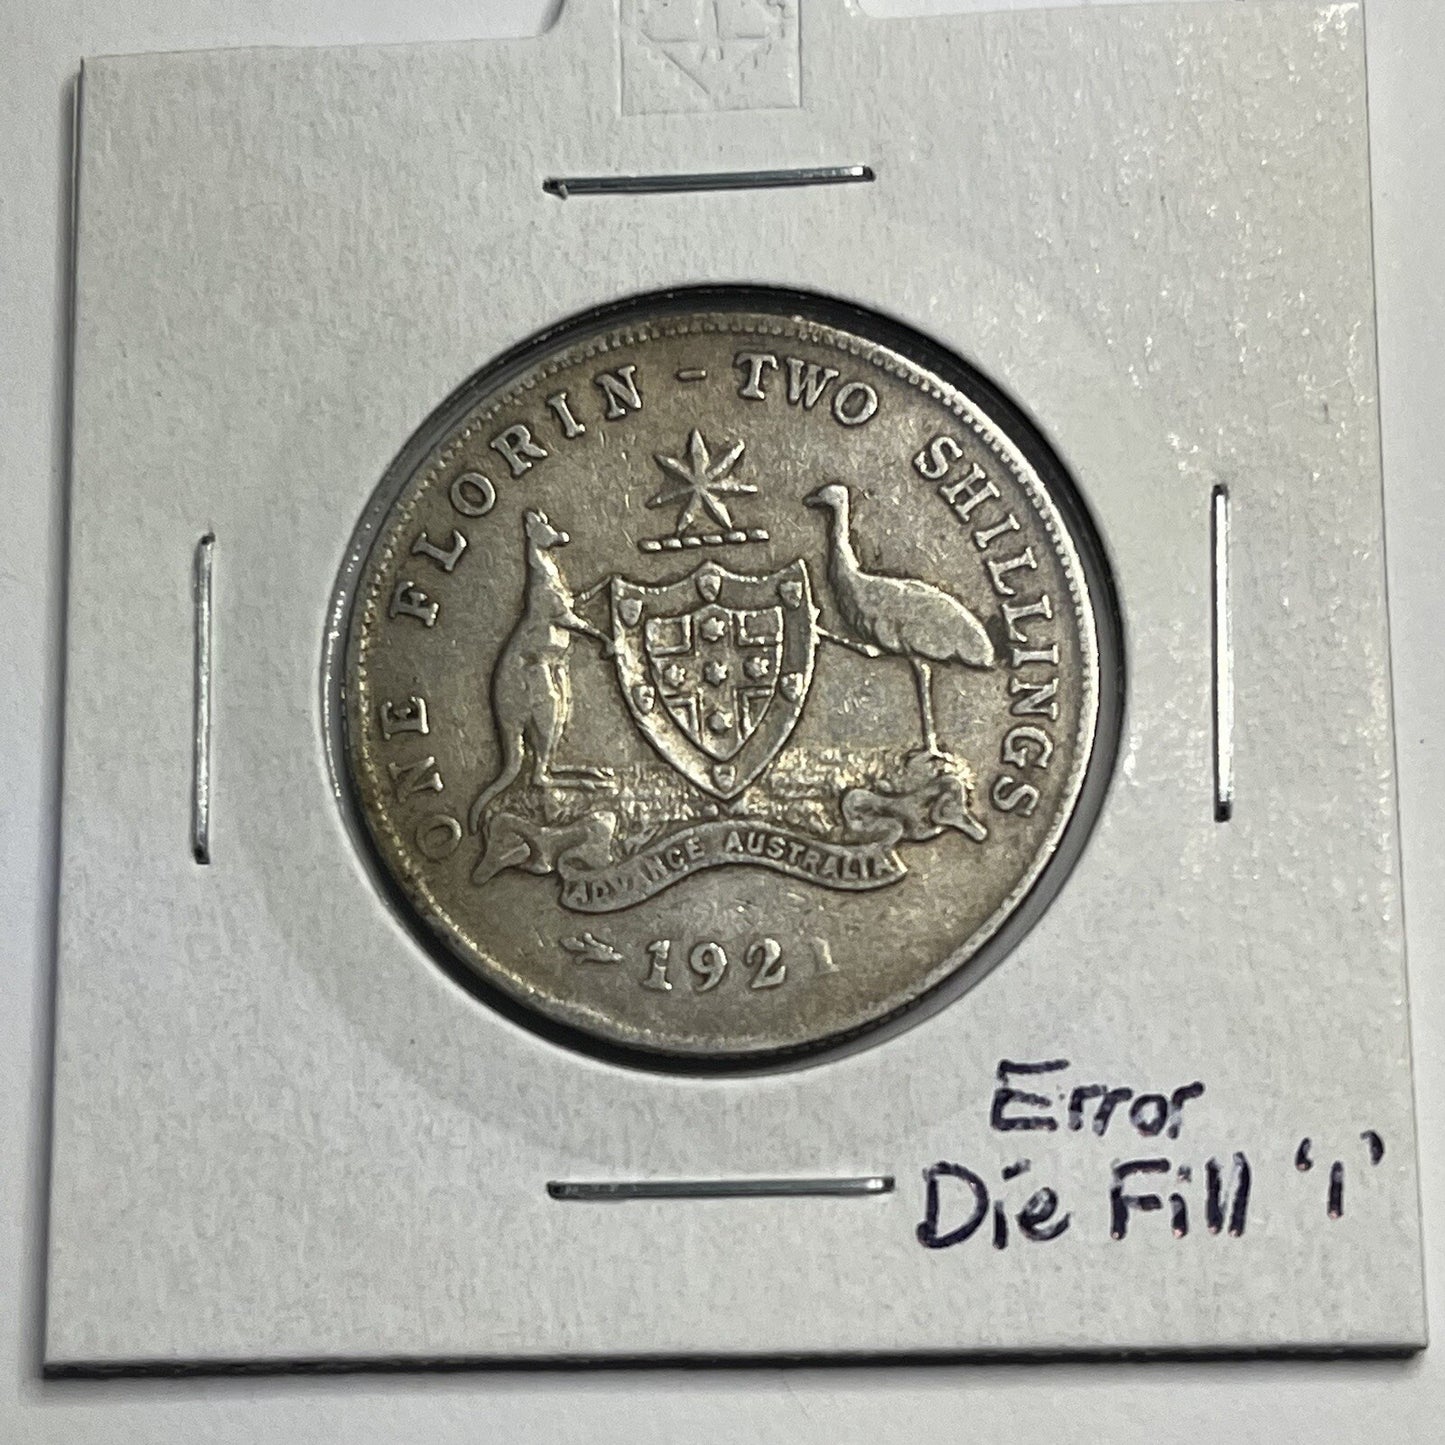 ONE FLORIN - TWO SHILLINGS
ADVANCE AUSTRALIA
1921
Error
Die Fill '1'